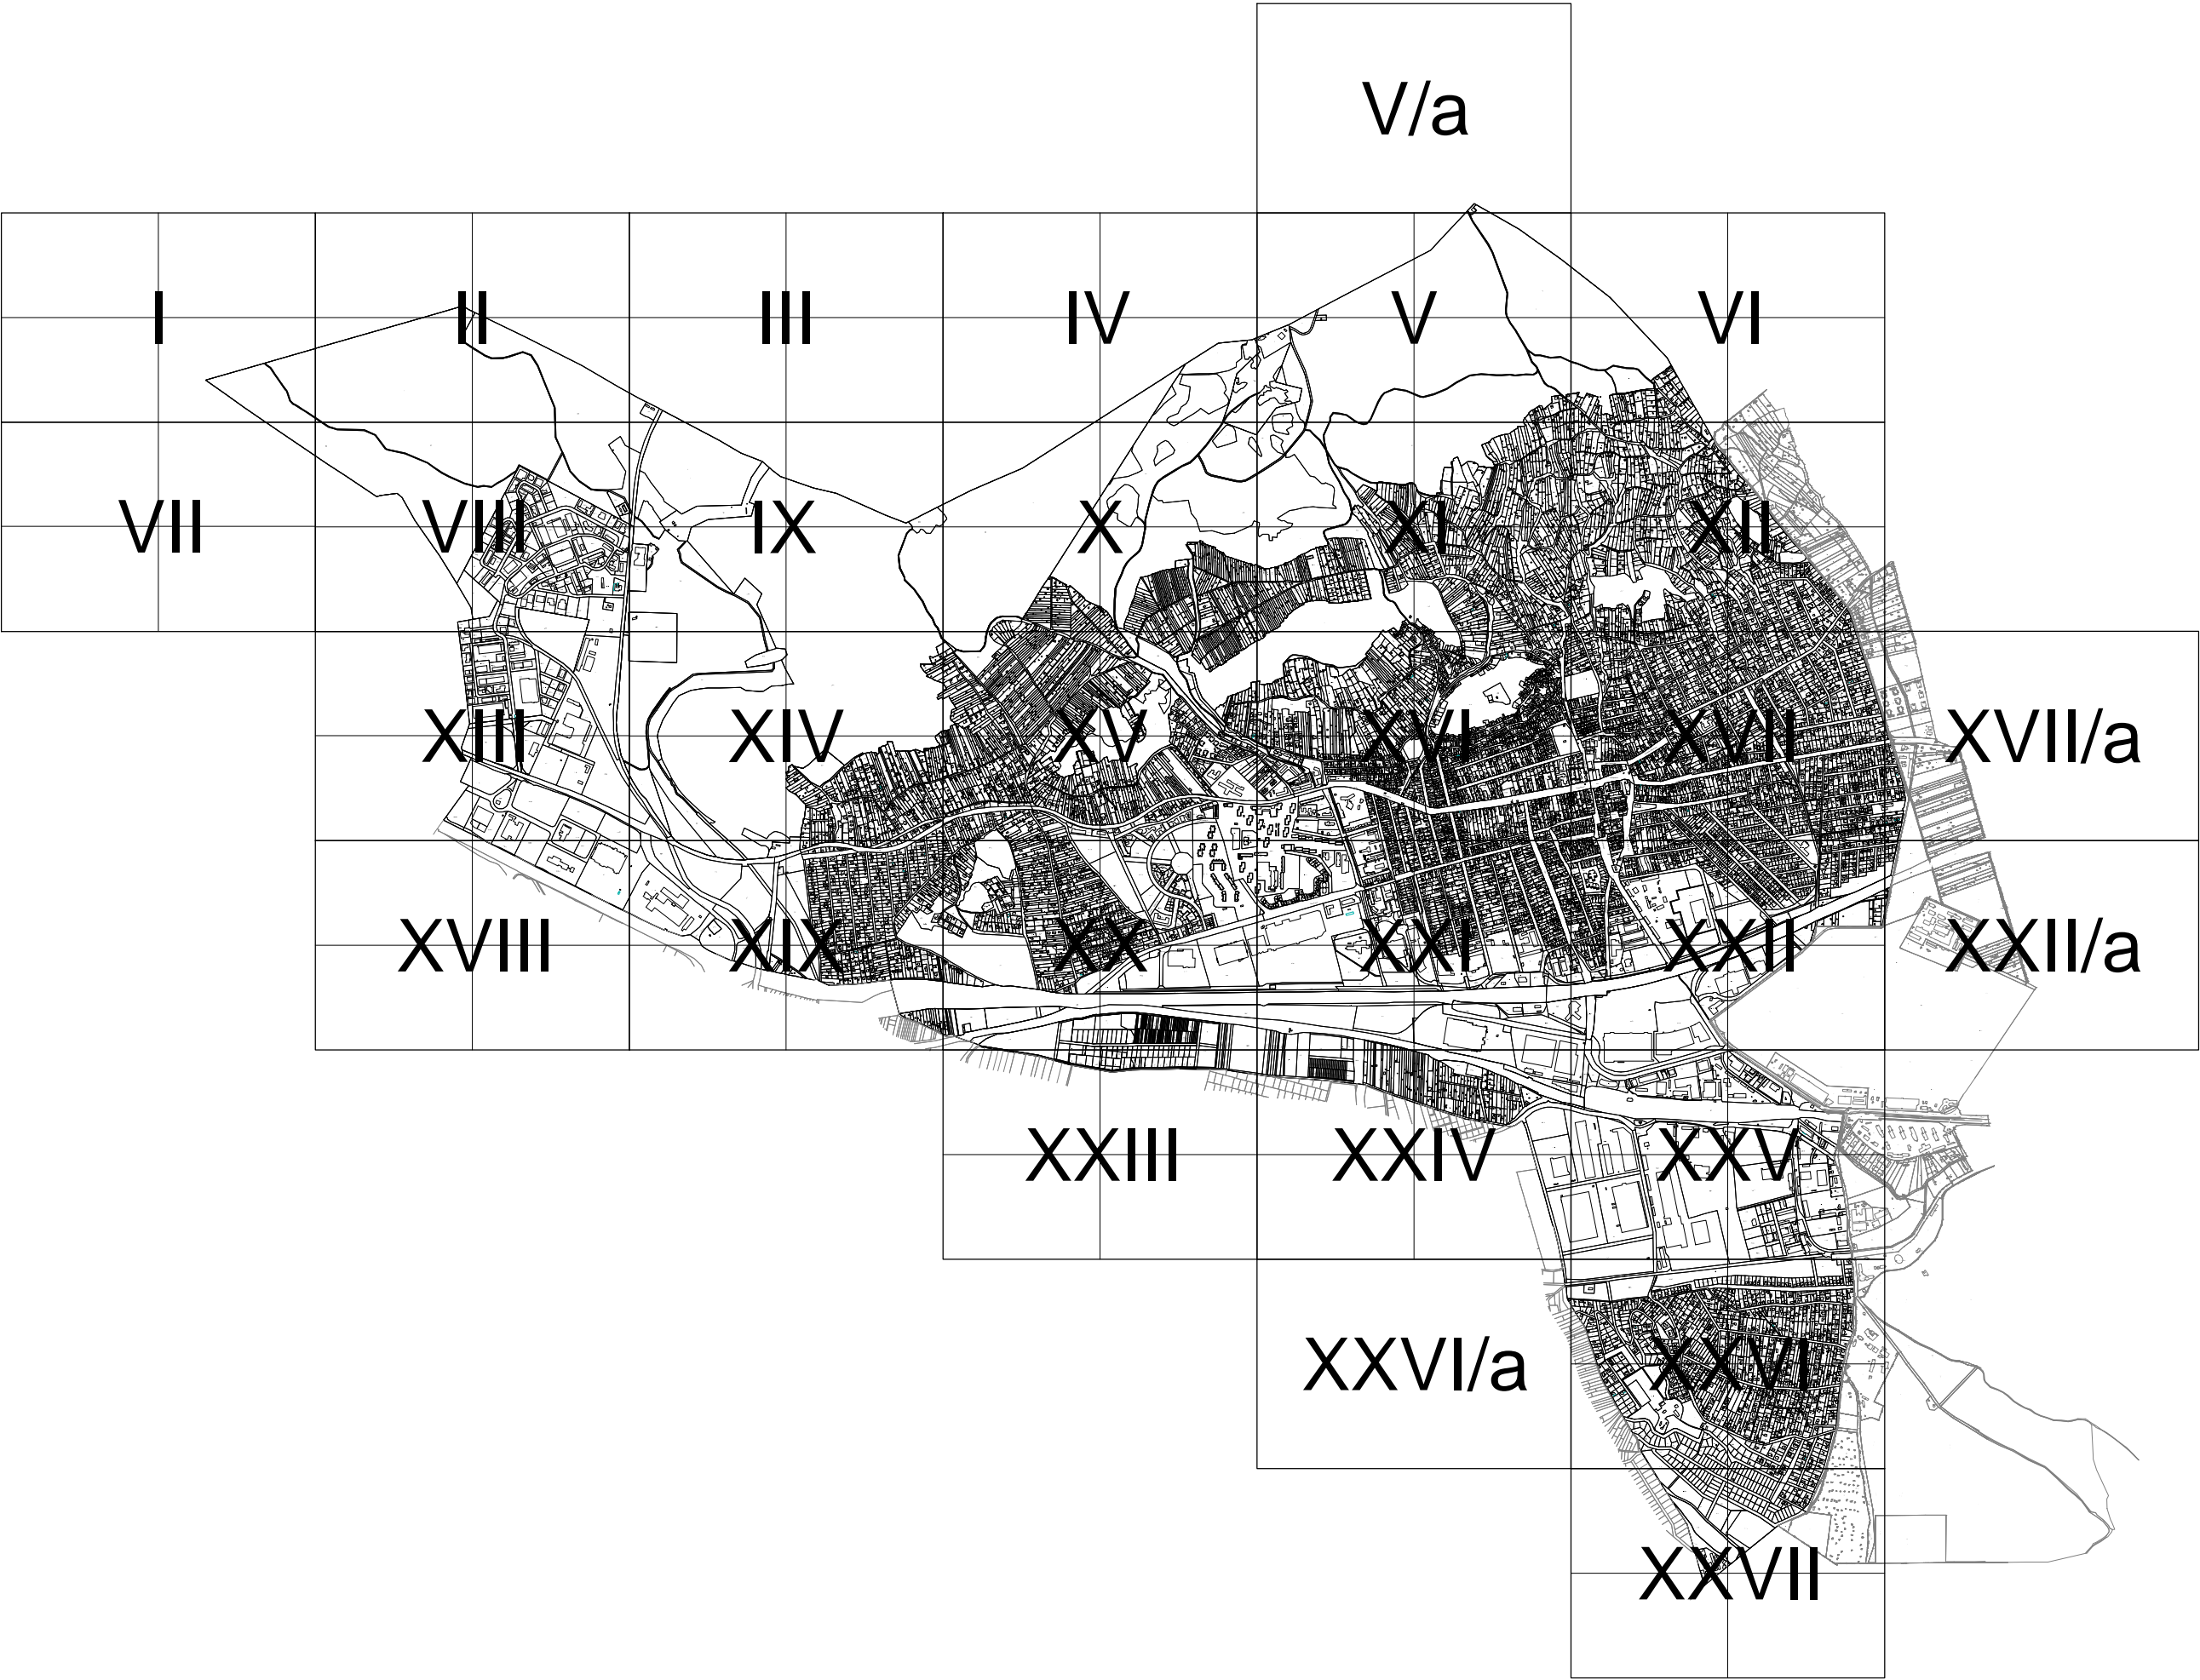 V/a
I II III IV V VI
VII VIII IX X XI XII
XIII XIV XV XVI XVII XVII/a
XVIII XIX XX XXI XXII XXII/a
XXIII XXIV XXV
XXVI/a XXVI
XXVII